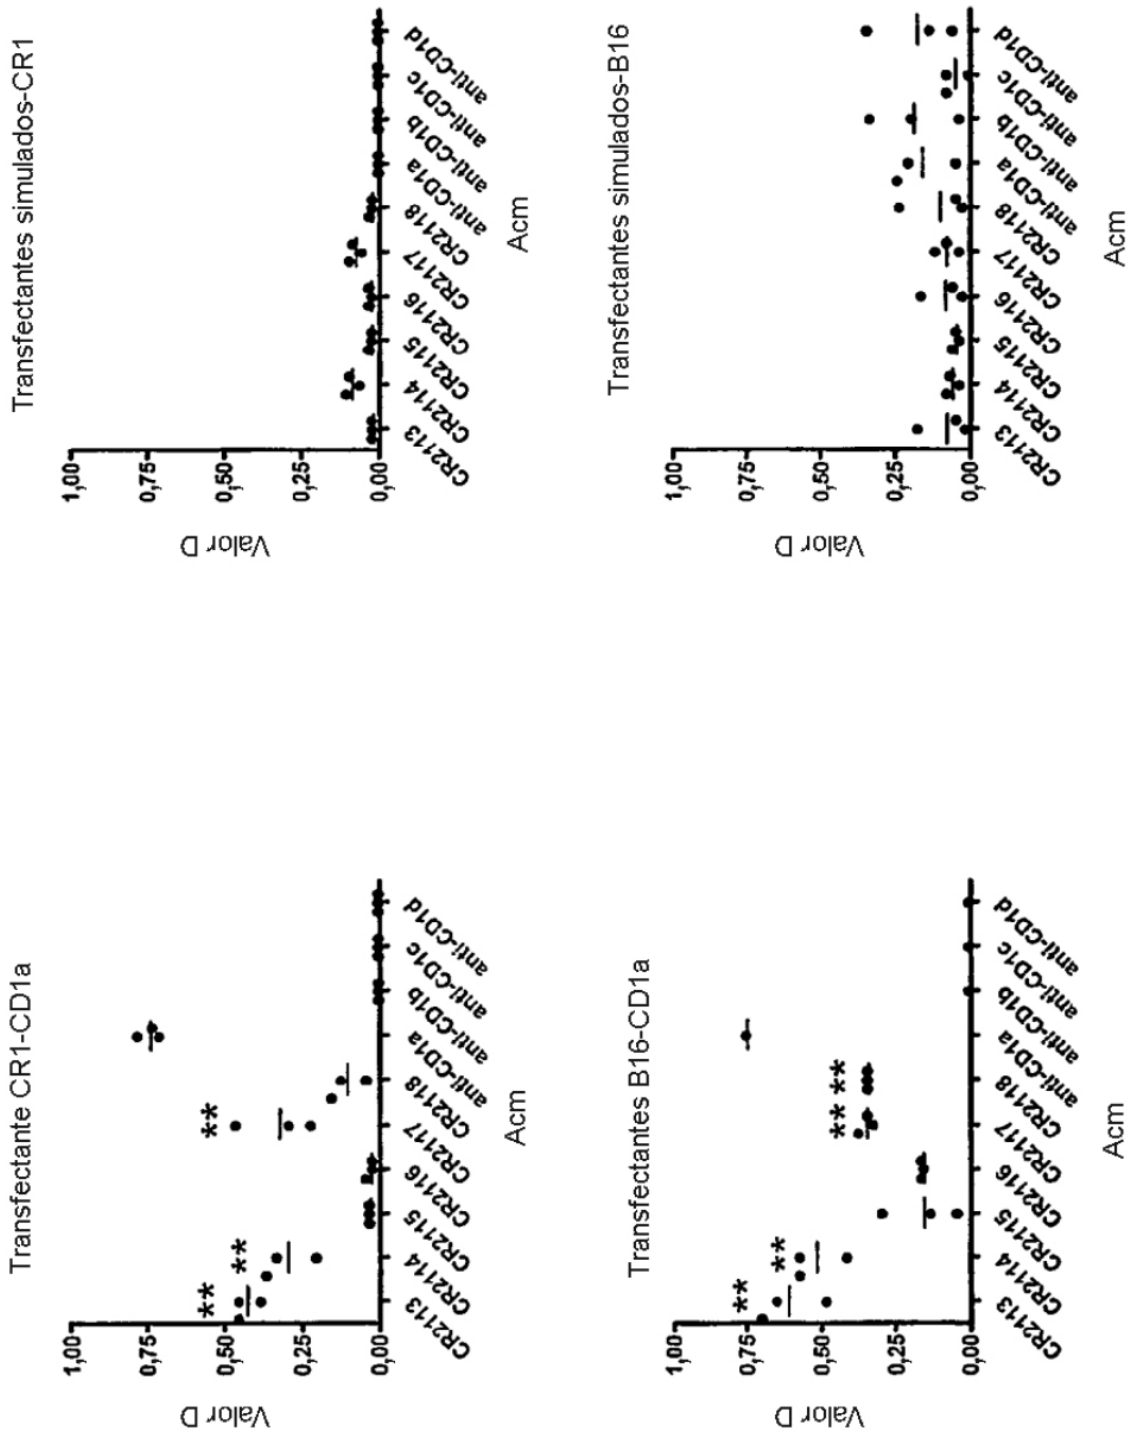 Transfectante CR1-CD1a
Valor D
1,00
0,75
0,50
0,25
0,00
**
**
**
CR2113
CR2114
CR2115
CR2116
CR2117
CR2118
anti-CD1a
anti-CD1b
anti-CD1c
anti-CD1d
Acm
Transfectantes simulados-CR1
Valor D
1,00
0,75
0,50
0,25
0,00
CR2113
CR2114
CR2115
CR2116
CR2117
CR2118
anti-CD1a
anti-CD1b
anti-CD1c
anti-CD1d
Acm
Transfectantes B16-CD1a
Valor D
1,00
0,75
0,50
0,25
0,00
**
**
**
**
CR2113
CR2114
CR2115
CR2116
CR2117
CR2118
anti-CD1a
anti-CD1b
anti-CD1c
anti-CD1d
Acm
Transfectantes simulados-B16
Valor D
1,00
0,75
0,50
0,25
0,00
CR2113
CR2114
CR2115
CR2116
CR2117
CR2118
anti-CD1a
anti-CD1b
anti-CD1c
anti-CD1d
Acm